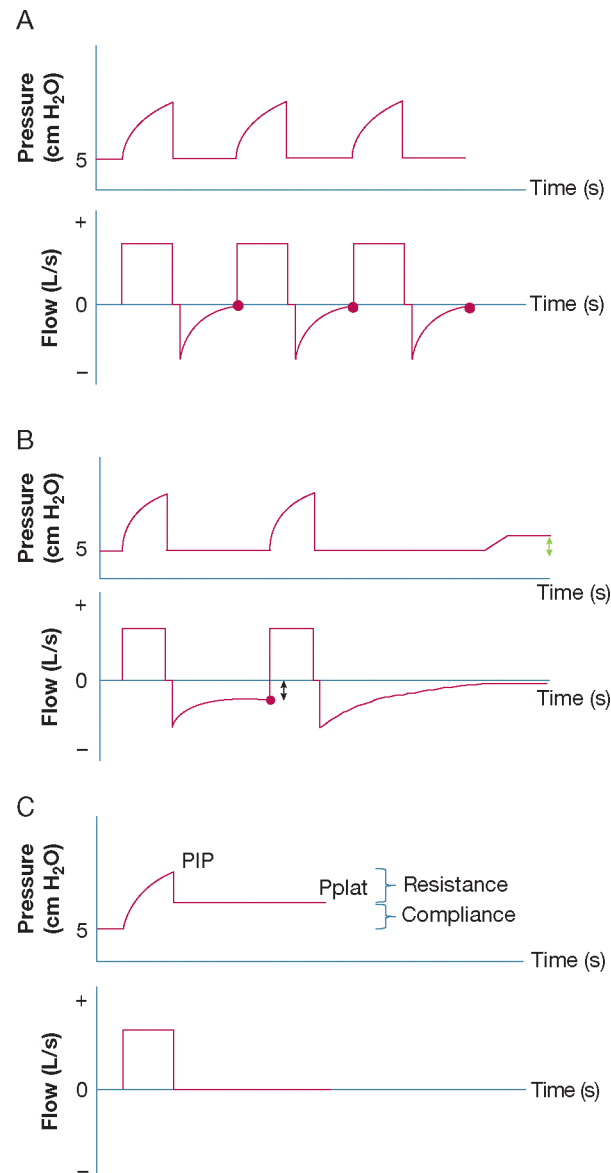 A
Pressure
(cm H₂O)
5
Time (s)
+
Flow (L/s)
0
Time (s)
–
B
Pressure
(cm H₂O)
5
Time (s)
+
Flow (L/s)
0
Time (s)
–
C
Pressure
(cm H₂O)
PIP
Pplat
Resistance
Compliance
5
Time (s)
+
Flow (L/s)
0
Time (s)
–